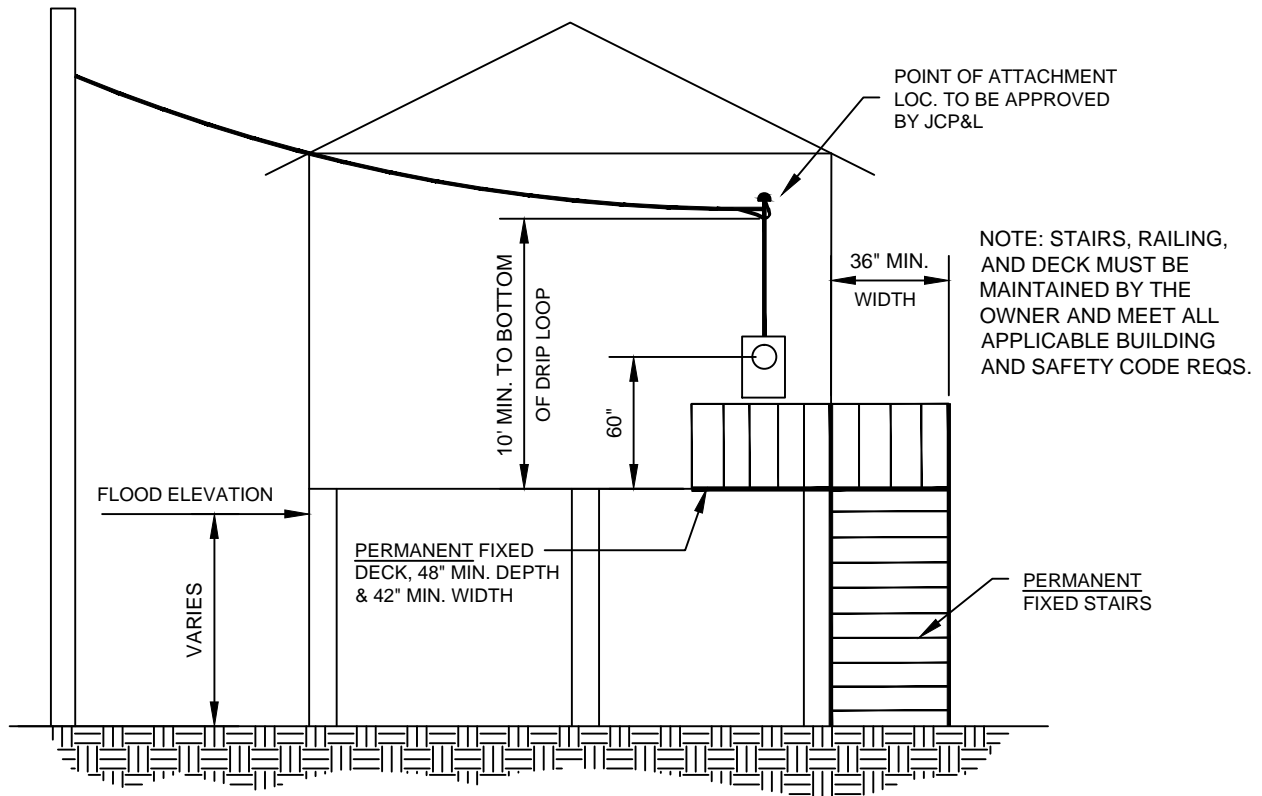 POINT OF ATTACHMENT
LOC. TO BE APPROVED
BY JCP&L
NOTE: STAIRS, RAILING,
AND DECK MUST BE
MAINTAINED BY THE
OWNER AND MEET ALL
APPLICABLE BUILDING
AND SAFETY CODE REQS.
36" MIN.
WIDTH
10' MIN. TO BOTTOM
OF DRIP LOOP
60"
FLOOD ELEVATION
VARIES
PERMANENT FIXED
DECK, 48" MIN. DEPTH
& 42" MIN. WIDTH
PERMANENT
FIXED STAIRS